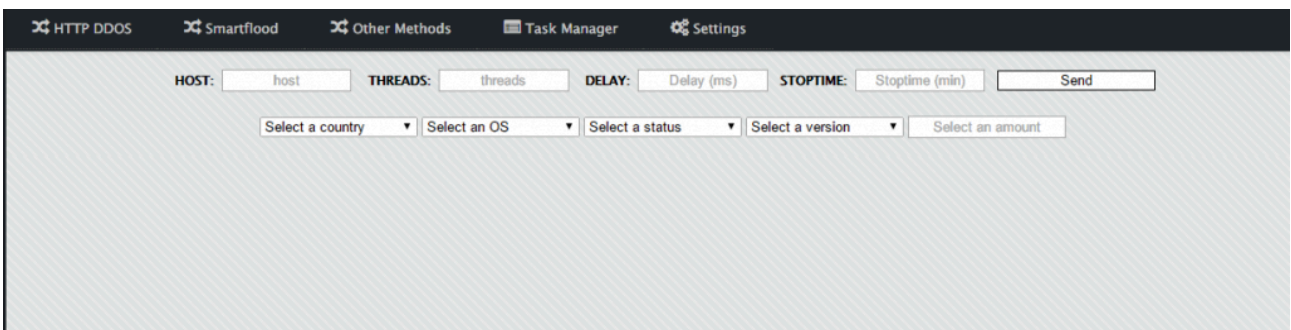 HTTP DDOS Smartflood Other Methods Task Manager Settings
HOST: host THREADS: threads DELAY: Delay (ms) STOPTIME: Stoptime (min) Send
Select a country Select an OS Select a status Select a version Select an amount